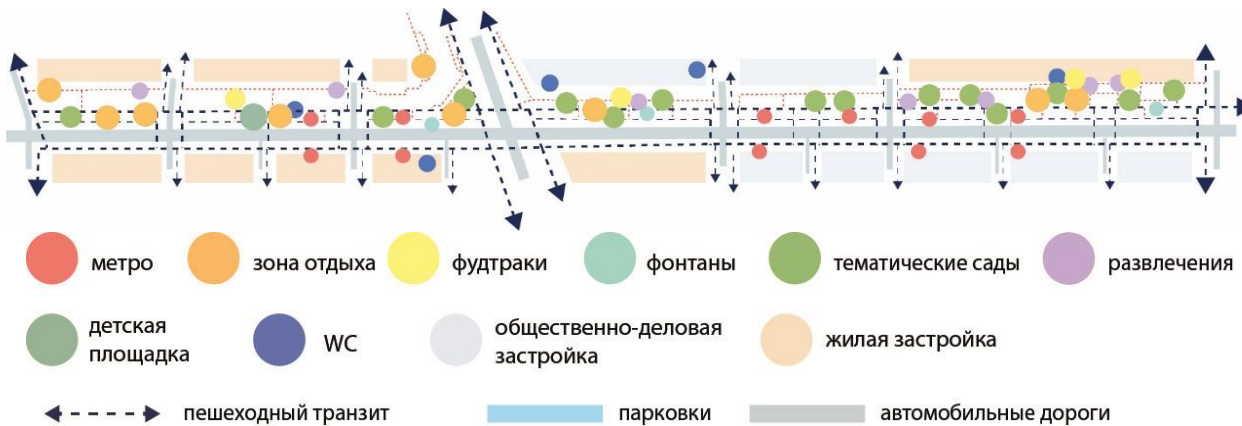 метро
зона отдыха
фудтраки
фонтаны
тематические сады
развлечения
детская
площадка
WC
общественно-деловая
застройка
жилая застройка
пешеходный транзит
парковки
автомобильные дороги